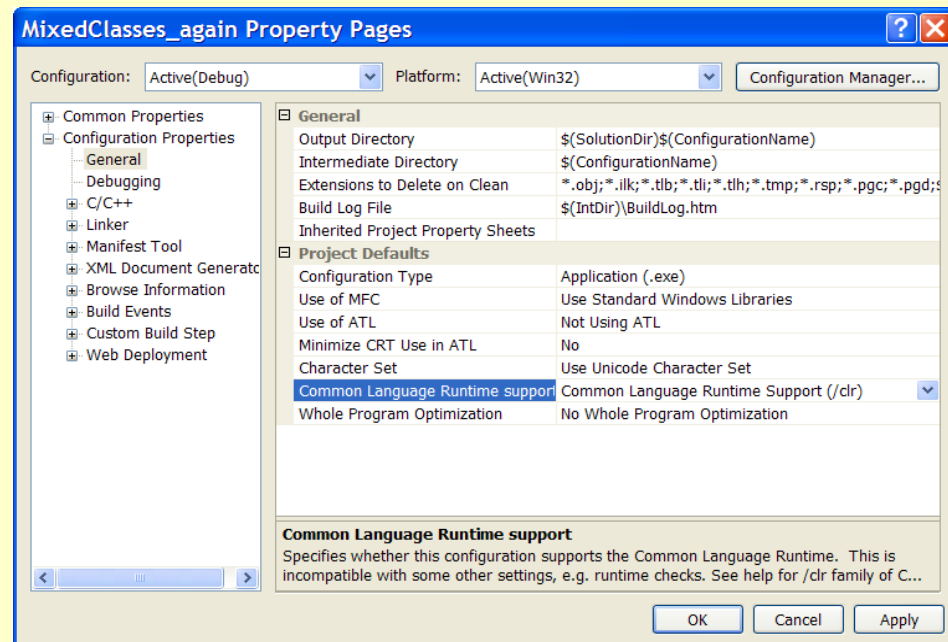 MixedClasses_again Property Pages
Configuration: Active(Debug) Platform: Active(Win32) Configuration Manager...
Common Properties
Configuration Properties
General
Debugging
C/C++
Linker
Manifest Tool
XML Document Generato
Browse Information
Build Events
Custom Build Step
Web Deployment
General
Output Directory $(SolutionDir)$(ConfigurationName)
Intermediate Directory $(ConfigurationName)
Extensions to Delete on Clean *.obj;*.ilk;*.tlb;*.tli;*.tlh;*.tmp;*.rsp;*.pgc;*.pgd;$
Build Log File $(IntDir)\BuildLog.htm
Inherited Project Property Sheets
Project Defaults
Configuration Type Application (.exe)
Use of MFC Use Standard Windows Libraries
Use of ATL Not Using ATL
Minimize CRT Use in ATL No
Character Set Use Unicode Character Set
Common Language Runtime support Common Language Runtime Support (/clr)
Whole Program Optimization No Whole Program Optimization
Common Language Runtime support
Specifies whether this configuration supports the Common Language Runtime. This is
incompatible with some other settings, e.g. runtime checks. See help for /clr family of C...
OK Cancel Apply